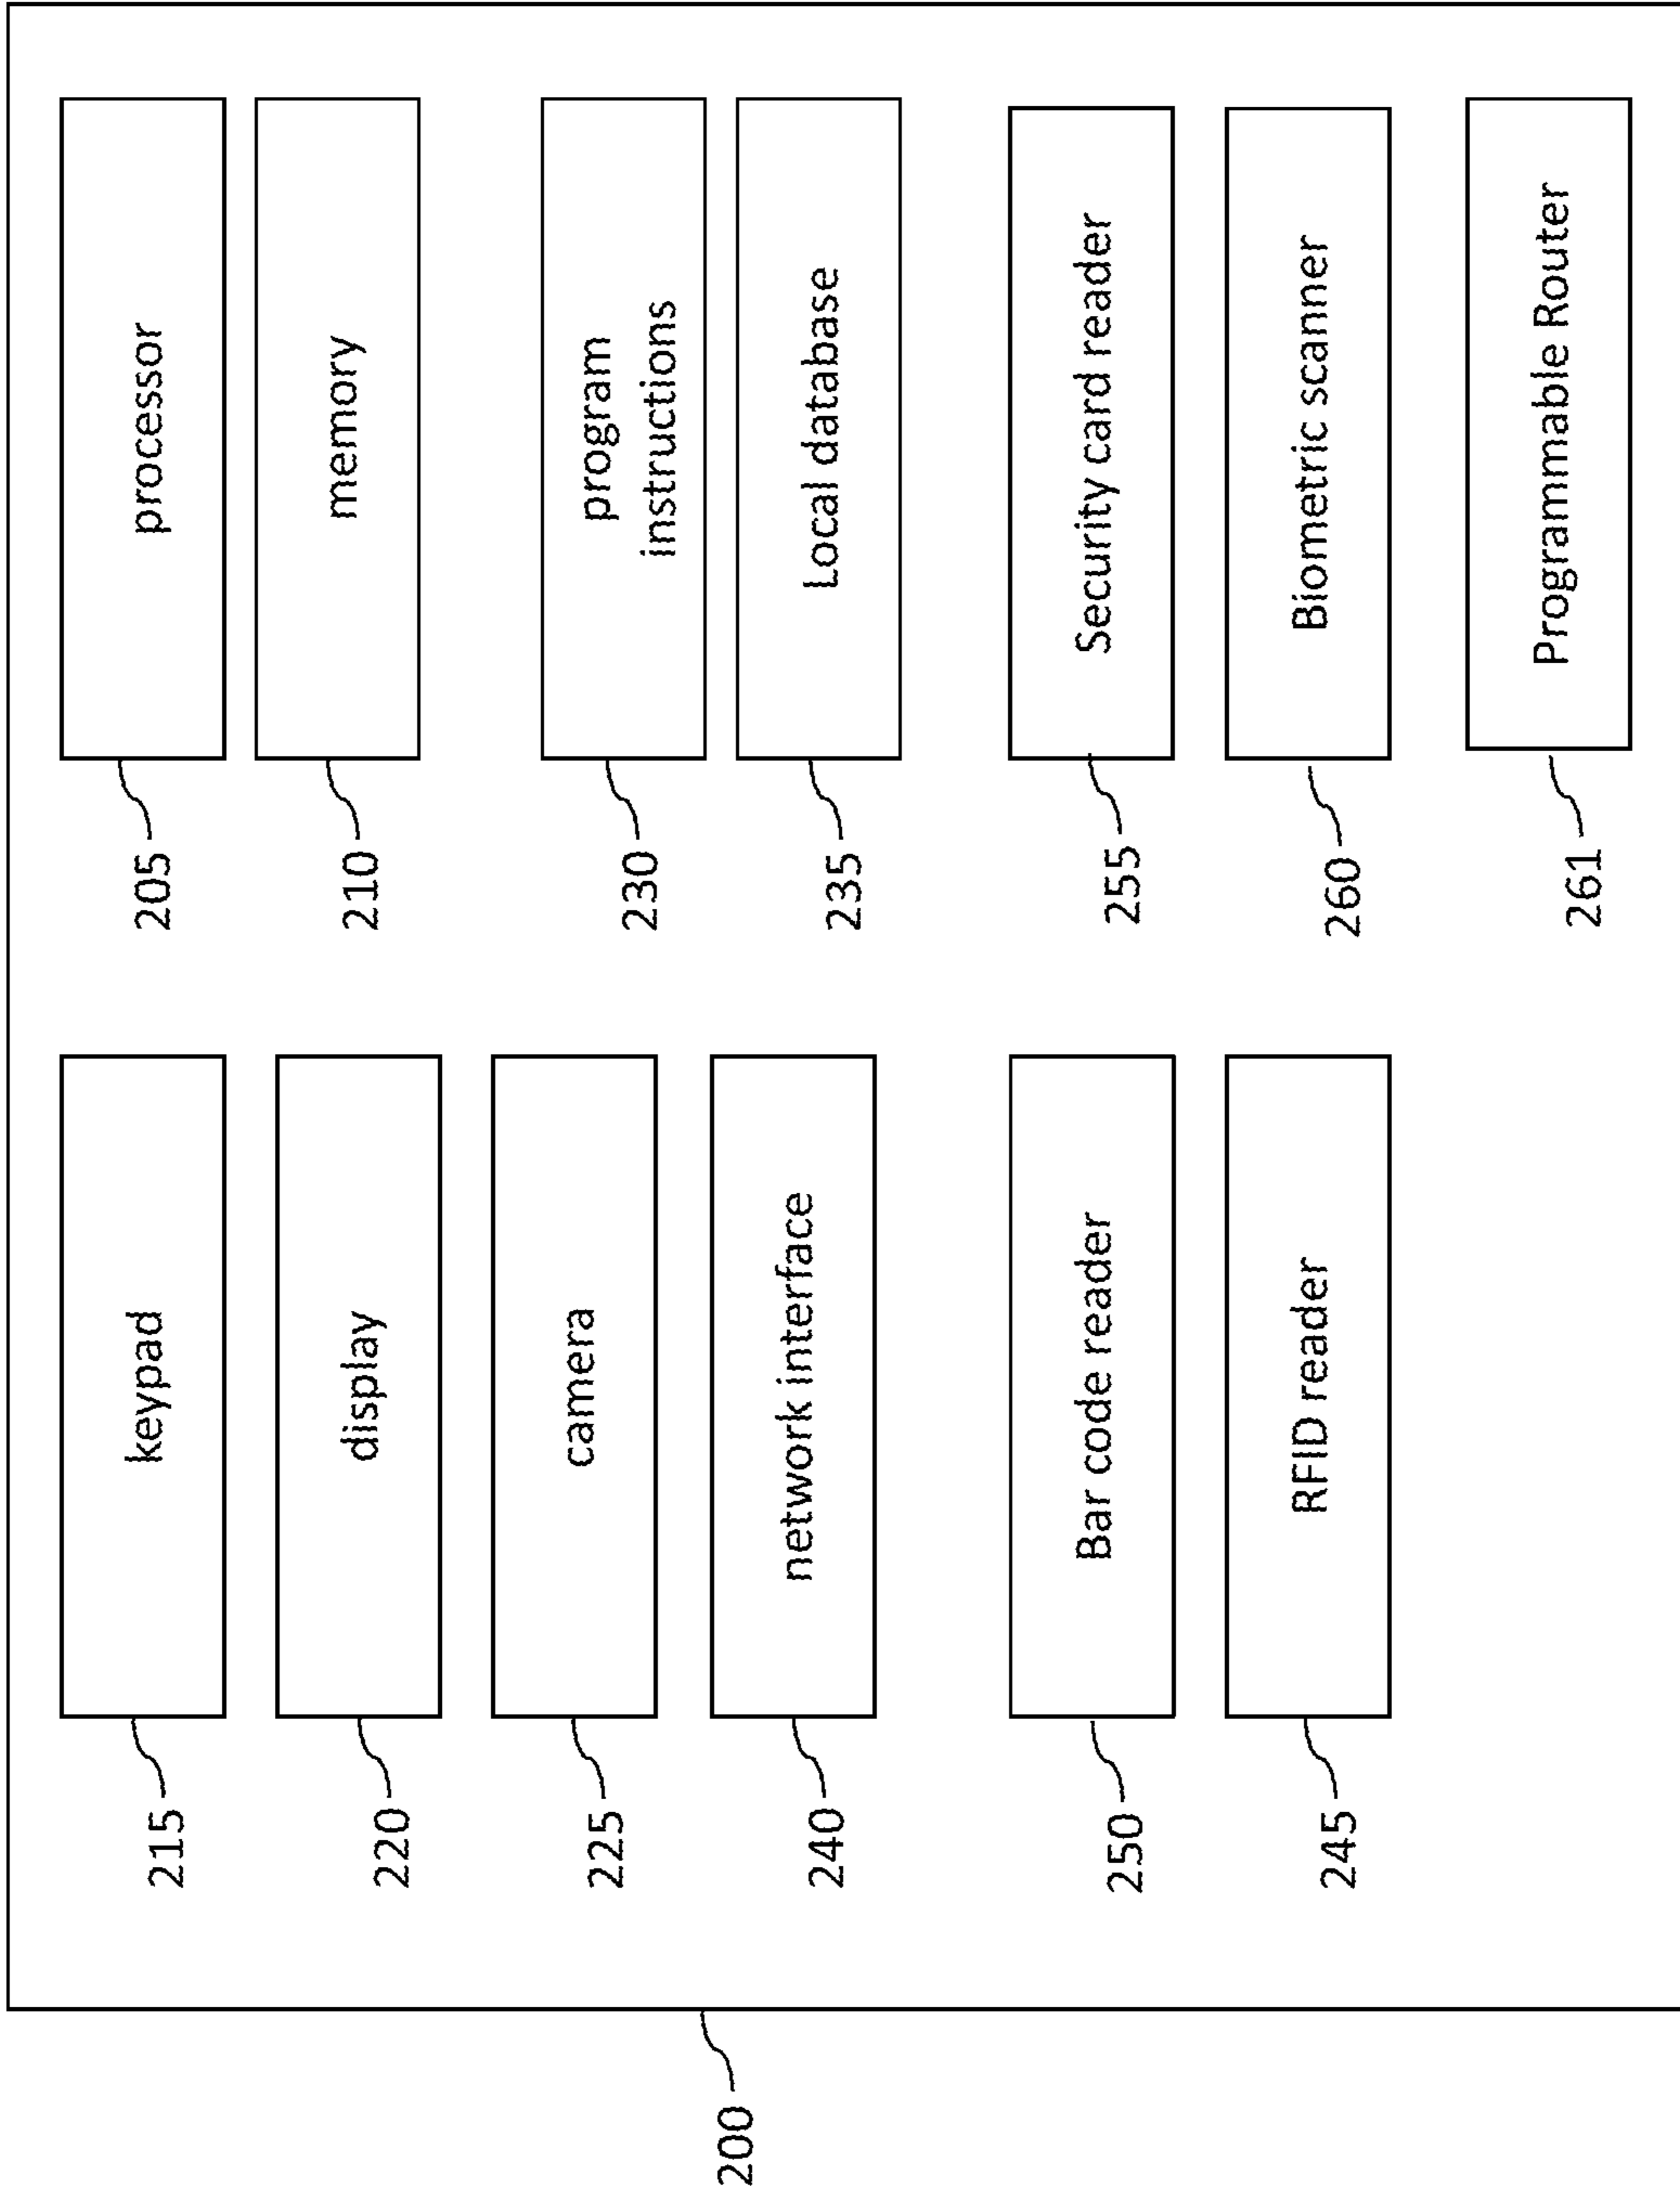 200
215
keypad
220
display
225
camera
240
network interface
250
Bar code reader
245
RFID reader
205
processor
210
memory
230
program
instructions
235
Local database
255
Security card reader
260
Biometric scanner
261
Programmable Router